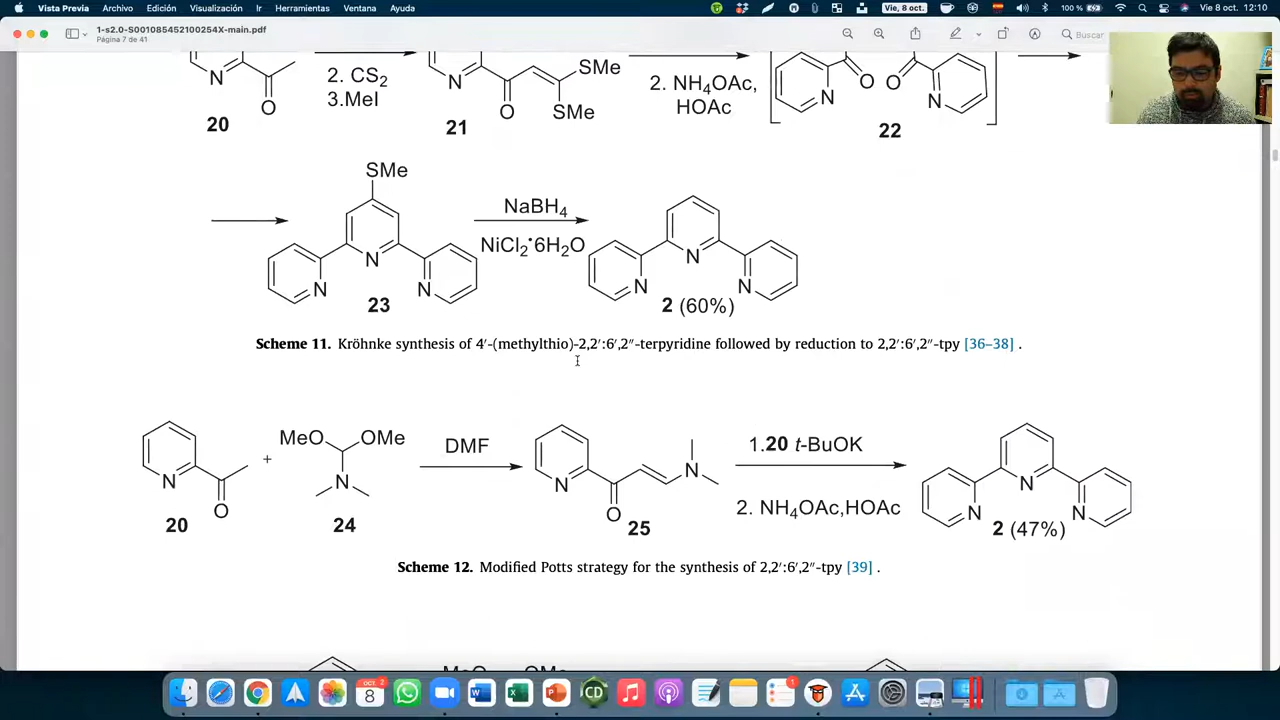 Vista Previa Archivo Edición Visualización Ir Herramientas Ventana Ayuda
100 % Vie 8 oct. 12:10
Vie, 8 oct.
1-s2.0-S001085452100254X-main.pdf
Página 7 de 41
Buscar
N
O
20
2. CS2
3.MeI
N
O
SMe
SMe
21
2. NH4OAc,
HOAc
O O
N N
22
SMe
N
N N
23
NaBH4
NiCl2·6H2O
N
N N
2 (60%)
Scheme 11. Kröhnke synthesis of 4′-(methylthio)-2,2′:6′,2″-terpyridine followed by reduction to 2,2′:6′,2″-tpy [36–38] .
N
O
20
+
MeO OMe
N
24
DMF
N
O
N
25
1.20 t-BuOK
2. NH4OAc,HOAc
N
N N
2 (47%)
Scheme 12. Modified Potts strategy for the synthesis of 2,2′:6′,2″-tpy [39] .
OCT. 2
8
W
X
P
CD
1